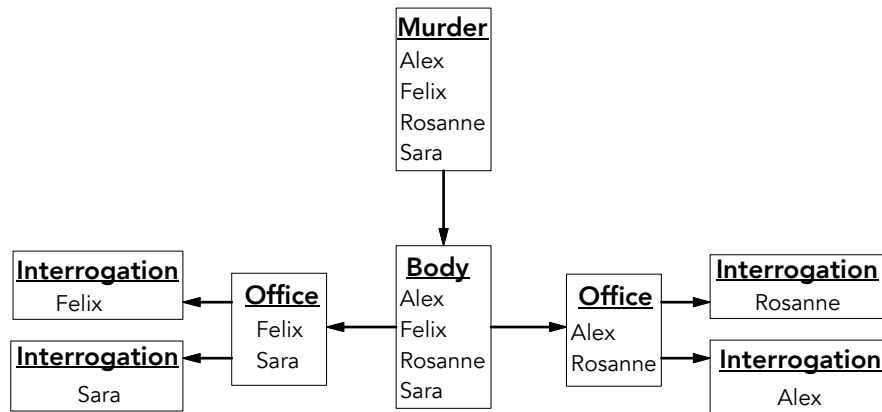 Murder
Alex
Felix
Rosanne
Sara
Interrogation
Felix
Interrogation
Sara
Office
Felix
Sara
Body
Alex
Felix
Rosanne
Sara
Office
Alex
Rosanne
Interrogation
Rosanne
Interrogation
Alex